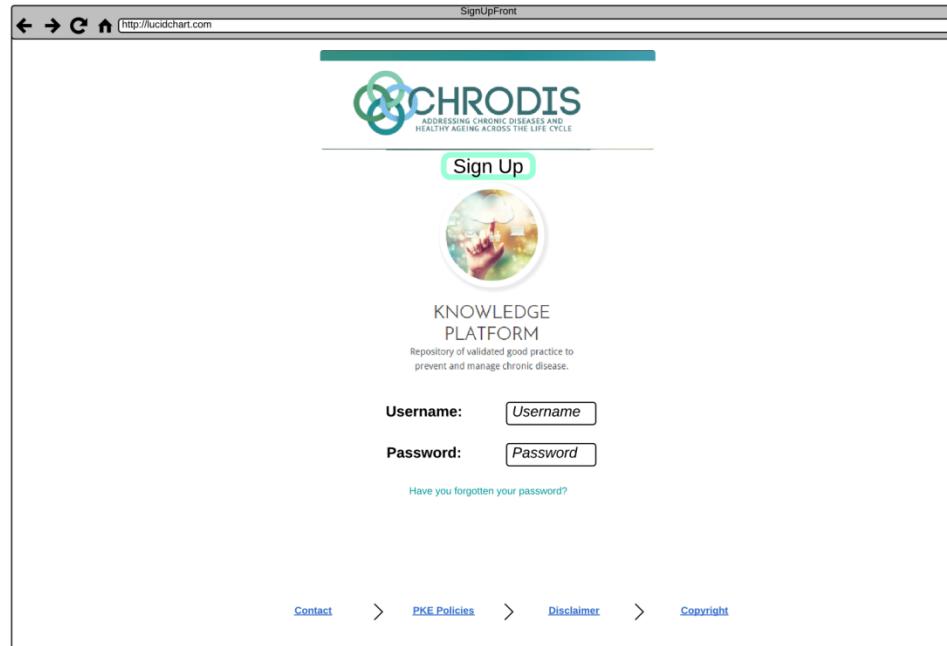 SignUpFront
http://lucidchart.com
CHRODIS
ADDRESSING CHRONIC DISEASES AND
HEALTHY AGEING ACROSS THE LIFE CYCLE
Sign Up
KNOWLEDGE
PLATFORM
Repository of validated good practice to
prevent and manage chronic disease.
Username: Username
Password: Password
Have you forgotten your password?
Contact PKE Policies Disclaimer Copyright